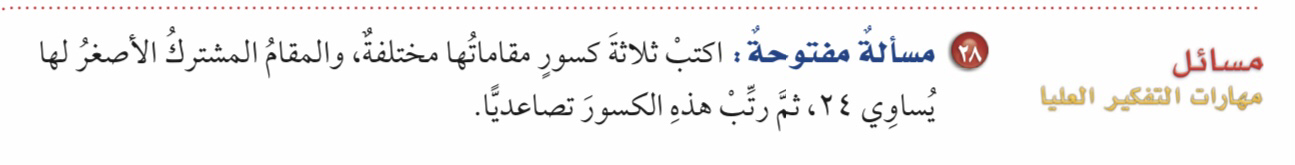 مسائل
مهارات التفكير العليا
٢٨ مسألةٌ مفتوحةٌ : اكتبْ ثلاثةَ كسورٍ مقاماتُها مختلفةٌ، والمقامُ المشتركُ الأصغرُ لها
يُساوِي ٢٤، ثمَّ رتِّبْ هذهِ الكسورَ تصاعديًّا.